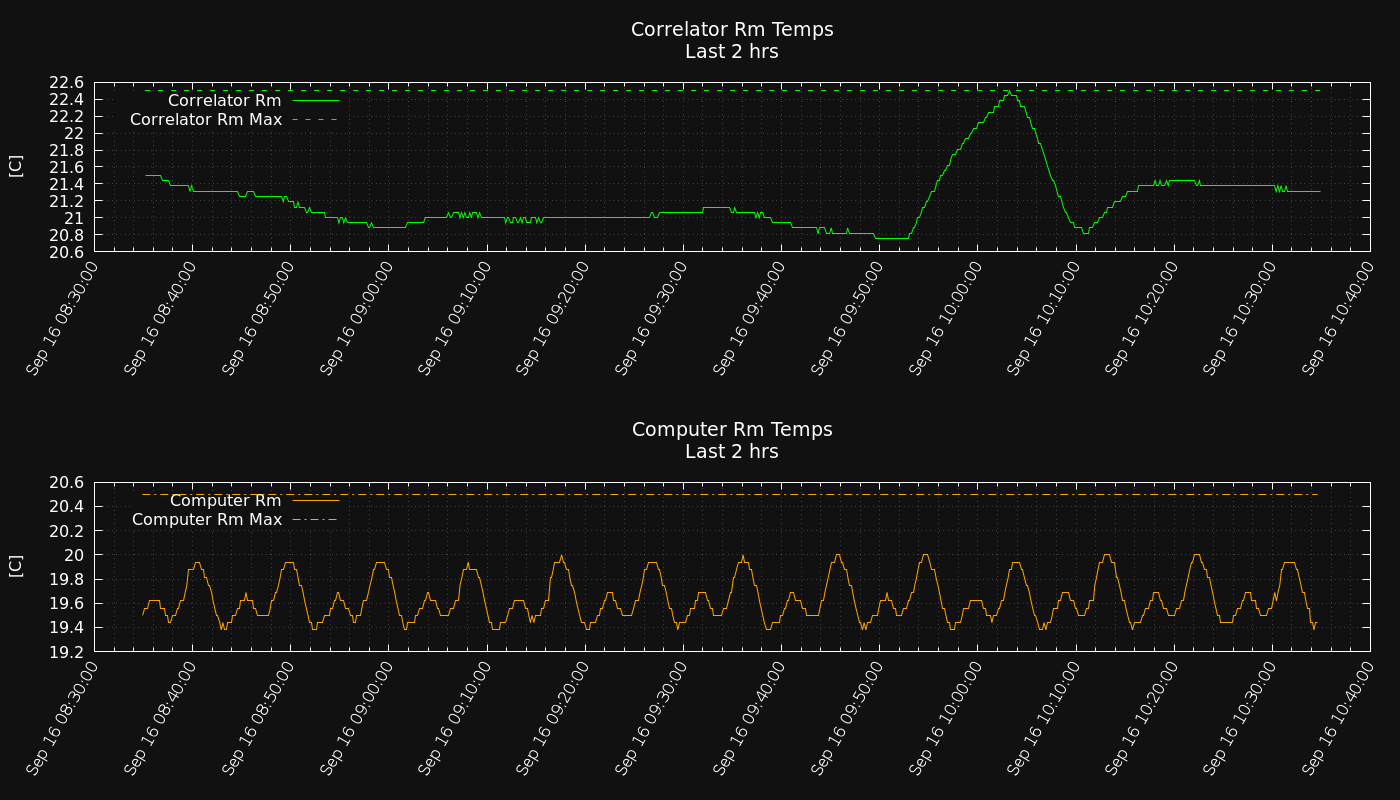 Correlator Rm Temps
Last 2 hrs
22.6
22.4
22.2
22
21.8
21.6
21.4
21.2
21
20.8
20.6
[C]
Correlator Rm
Correlator Rm Max
Sep 16 08:30:00
Sep 16 08:40:00
Sep 16 08:50:00
Sep 16 09:00:00
Sep 16 09:10:00
Sep 16 09:20:00
Sep 16 09:30:00
Sep 16 09:40:00
Sep 16 09:50:00
Sep 16 10:00:00
Sep 16 10:10:00
Sep 16 10:20:00
Sep 16 10:30:00
Sep 16 10:40:00
Computer Rm Temps
Last 2 hrs
20.6
20.4
20.2
20
19.8
19.6
19.4
19.2
[C]
Computer Rm
Computer Rm Max
Sep 16 08:30:00
Sep 16 08:40:00
Sep 16 08:50:00
Sep 16 09:00:00
Sep 16 09:10:00
Sep 16 09:20:00
Sep 16 09:30:00
Sep 16 09:40:00
Sep 16 09:50:00
Sep 16 10:00:00
Sep 16 10:10:00
Sep 16 10:20:00
Sep 16 10:30:00
Sep 16 10:40:00